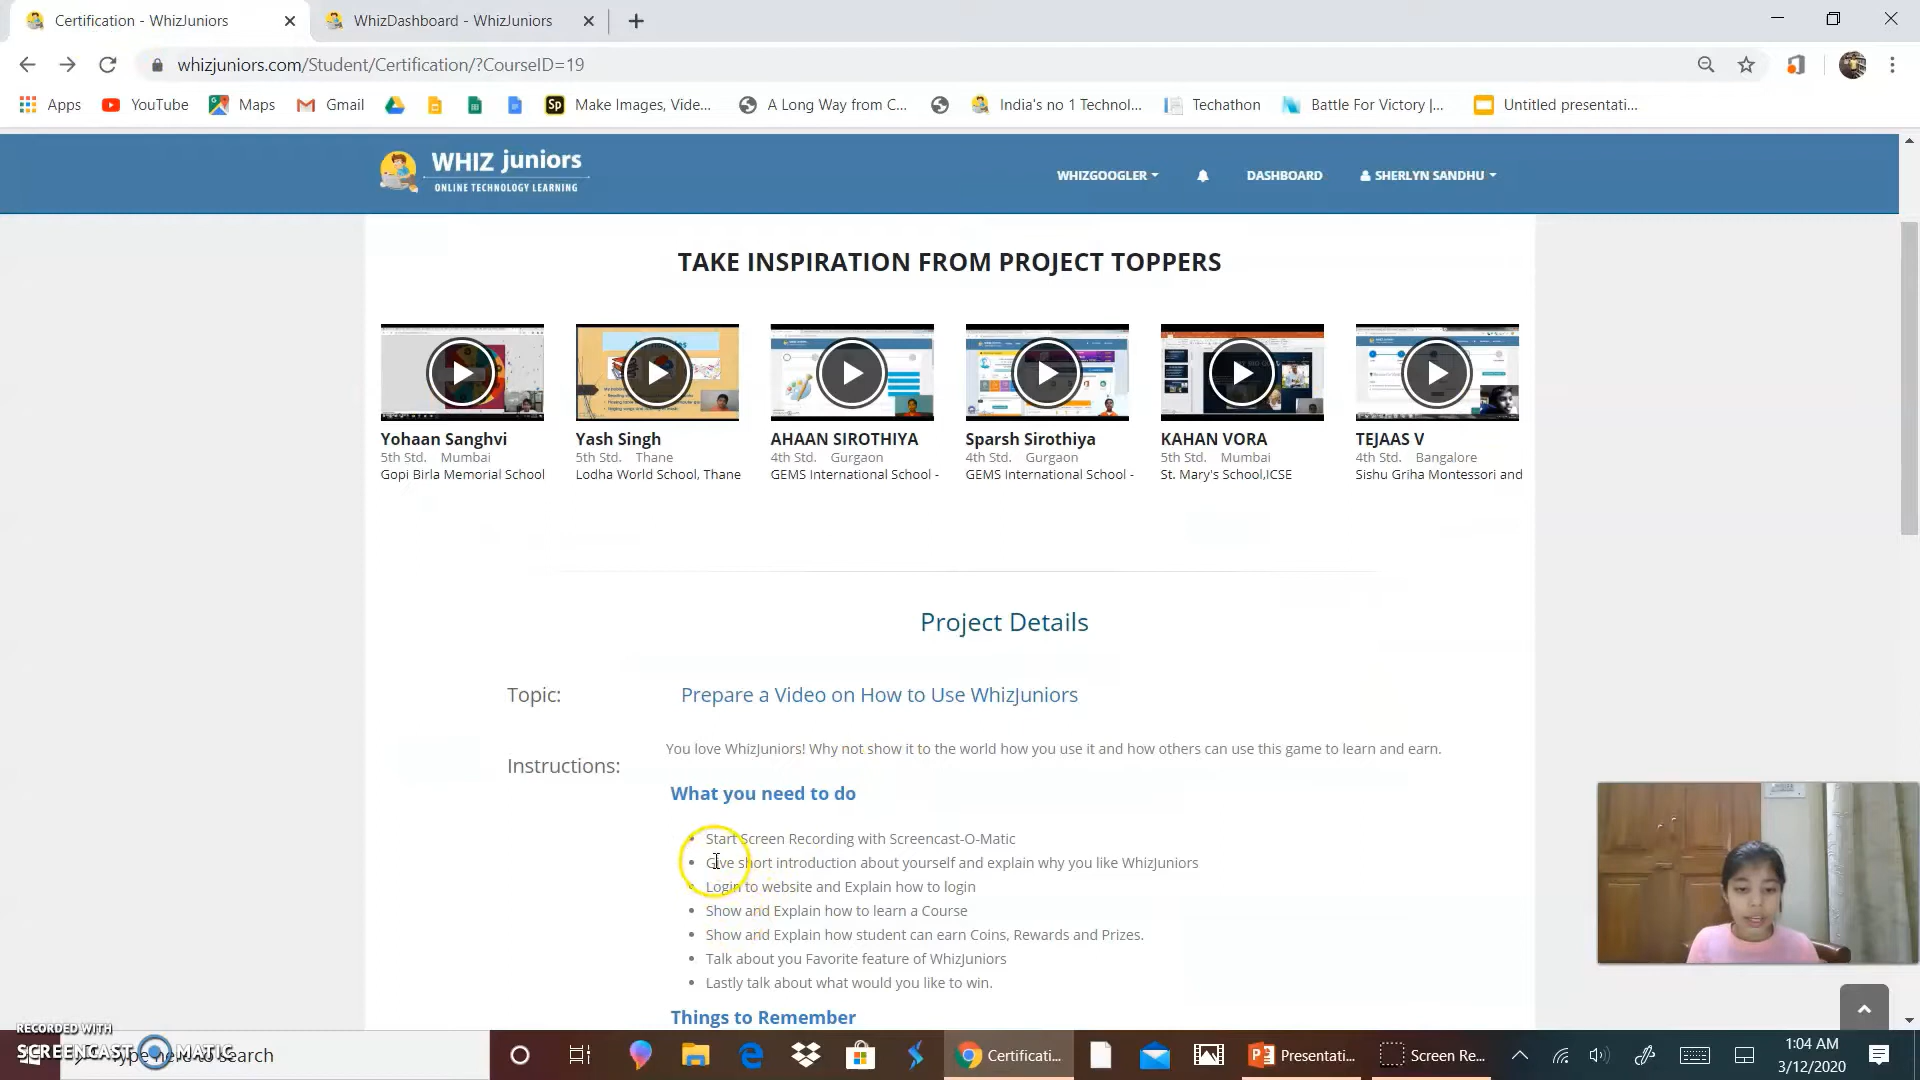 Certification - WhizJuniors
WhizDashboard - WhizJuniors
whizjuniors.com/Student/Certification/?CourseID=19
Apps YouTube Maps Gmail Make Images, Vide... A Long Way from C... India's no 1 Technol... Techathon Battle For Victory |... Untitled presentati...
WHIZ juniors
ONLINE TECHNOLOGY LEARNING
WHIZGOOGLER DASHBOARD SHERLYN SANDHU
TAKE INSPIRATION FROM PROJECT TOPPERS
Yohaan Sanghvi
5th Std. Mumbai
Gopi Birla Memorial School
Yash Singh
5th Std. Thane
Lodha World School, Thane
AHAAN SIROTHIYA
4th Std. Gurgaon
GEMS International School -
Sparsh Sirothiya
4th Std. Gurgaon
GEMS International School -
KAHAN VORA
5th Std. Mumbai
St. Mary's School,ICSE
TEJAAS V
4th Std. Bangalore
Sishu Griha Montessori and
Project Details
Topic: Prepare a Video on How to Use WhizJuniors
Instructions: You love WhizJuniors! Why not show it to the world how you use it and how others can use this game to learn and earn.
What you need to do
Start Screen Recording with Screencast-O-Matic
Give short introduction about yourself and explain why you like WhizJuniors
Login to website and Explain how to login
Show and Explain how to learn a Course
Show and Explain how student can earn Coins, Rewards and Prizes.
Talk about you Favorite feature of WhizJuniors
Lastly talk about what would you like to win.
Things to Remember
RECORDED WITH
SCREENCAST MATIC
Type here to search
Certificati... Presentati... Screen Re...
1:04 AM
3/12/2020